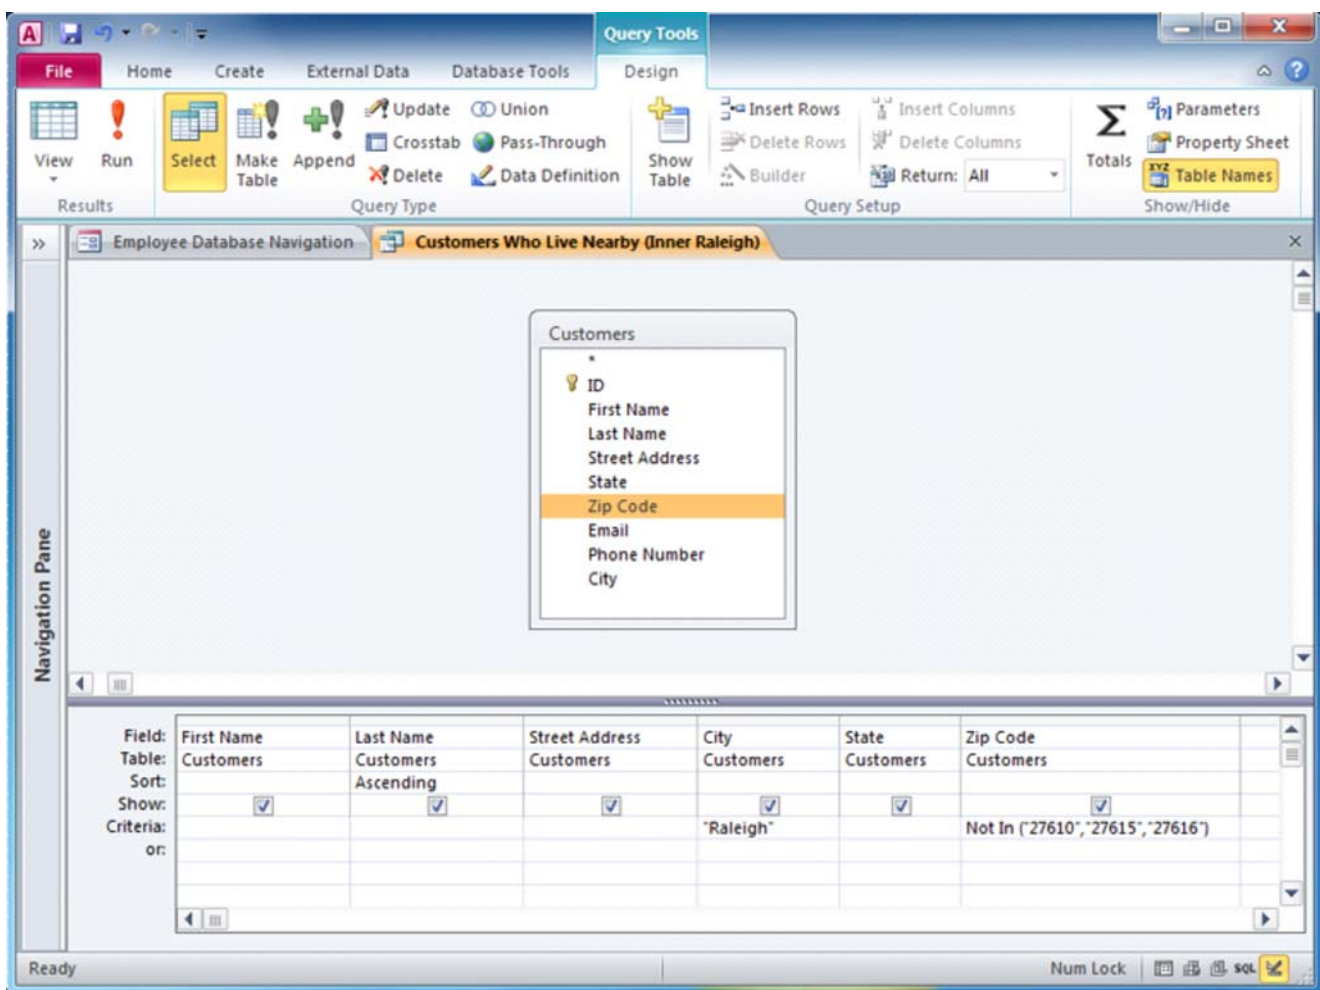 A
Query Tools
File Home Create External Data Database Tools Design
View Run Select Make Table Append Update Union Show Table Insert Rows Insert Columns Totals Parameters
Crosstab Pass-Through Delete Rows Delete Columns Property Sheet
Delete Data Definition Builder Return: All XYZ Table Names
Results Query Type Query Setup Show/Hide
» Employee Database Navigation Customers Who Live Nearby (Inner Raleigh)
Customers
*
ID
First Name
Last Name
Street Address
State
Zip Code
Email
Phone Number
City
Navigation Pane
Field: First Name Last Name Street Address City State Zip Code
Table: Customers Customers Customers Customers Customers Customers
Sort: Ascending
Show:
Criteria: "Raleigh" Not In ("27610","27615","27616")
or:
Ready Num Lock SQL